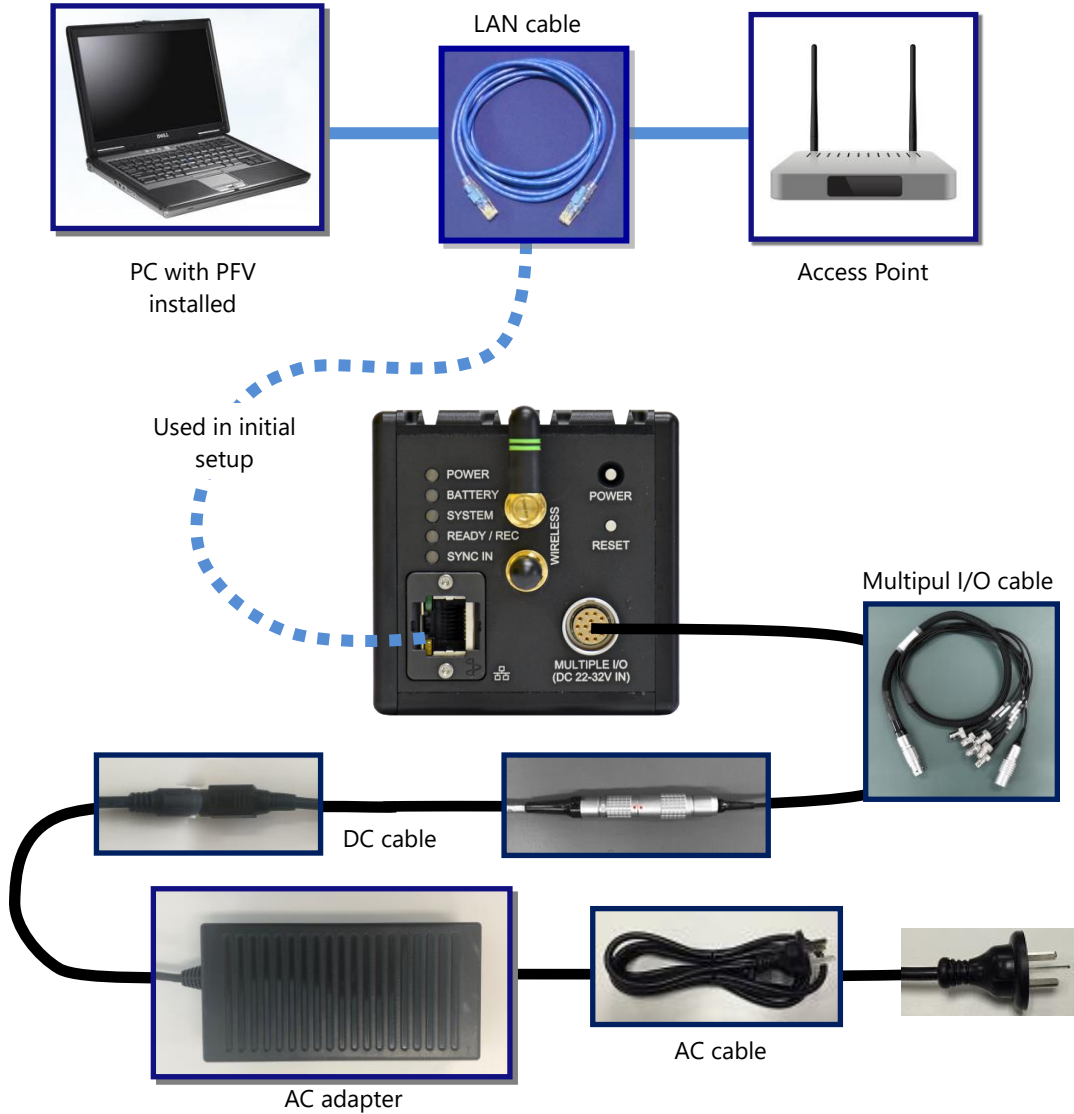 LAN cable
DELL
PC with PFV
installed
Access Point
Used in initial
setup
POWER
BATTERY
SYSTEM
READY / REC
SYNC IN
WIRELESS
POWER
RESET
MULTIPLE I/O
(DC 22-32V IN)
Multipul I/O cable
DC cable
AC cable
AC adapter